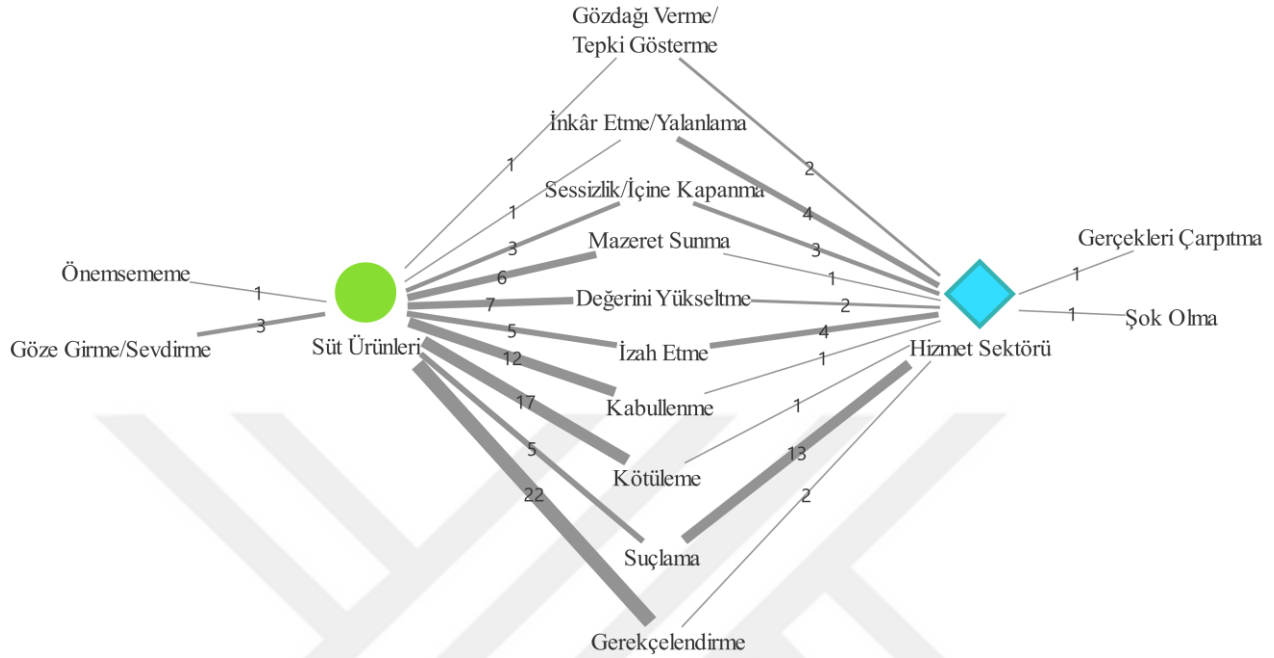 Gözdağı Verme/
Tepki Gösterme
İnkâr Etme/Yalanlama
1
2
Sessizlik/İçine Kapanma
1
4
Mazeret Sunma
3
3
Gerçekleri Çarpıtma
Önemsememe
1
6
1
1
Değerini Yükseltme
7
2
Göze Girme/Sevdirme
3
Süt Ürünleri
5
İzah Etme
4
Hizmet Sektörü
1
Şok Olma
12
1
Kabullenme
17
1
Kötüleme
5
13
22
2
Suçlama
Gerekçelendirme